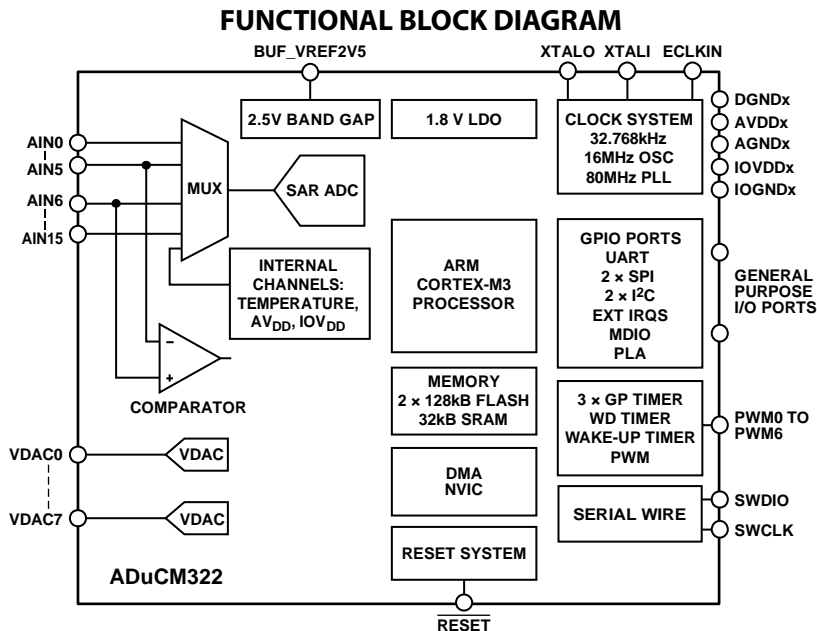 FUNCTIONAL BLOCK DIAGRAM
BUF_VREF2V5
XTALO XTALI ECLKIN
2.5V BAND GAP
1.8 V LDO
CLOCK SYSTEM
32.768kHz
16MHz OSC
80MHz PLL
DGNDx
AVDDx
AGNDx
IOVDDx
IOGNDx
AIN0
AIN5
AIN6
AIN15
MUX
SAR ADC
INTERNAL
CHANNELS:
TEMPERATURE,
AVDD, IOVDD
ARM
CORTEX-M3
PROCESSOR
GPIO PORTS
UART
2 × SPI
2 × I2C
EXT IRQS
MDIO
PLA
GENERAL
PURPOSE
I/O PORTS
−
+
COMPARATOR
MEMORY
2 × 128kB FLASH
32kB SRAM
3 × GP TIMER
WD TIMER
WAKE-UP TIMER
PWM
PWM0 TO
PWM6
VDAC0
VDAC
VDAC7
VDAC
DMA
NVIC
SERIAL WIRE
SWDIO
SWCLK
RESET SYSTEM
ADuCM322
RESET